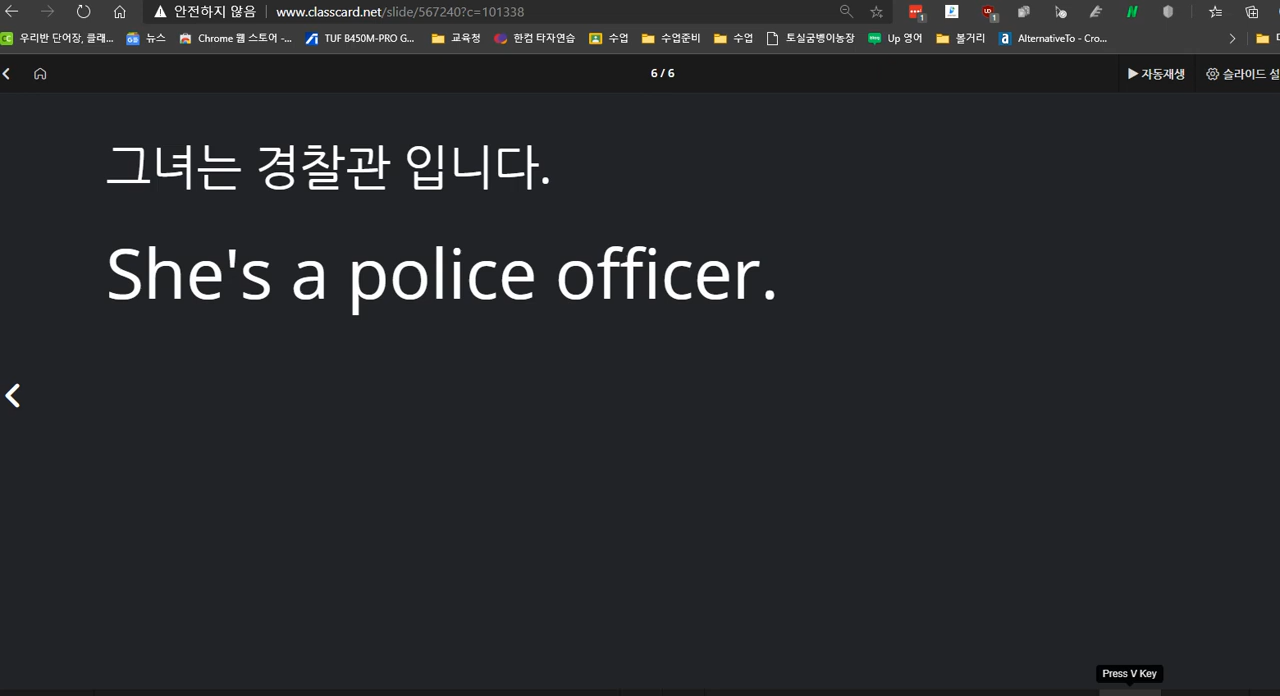 안전하지 않음 www.classcard.net/slide/567240?c=101338
1 1
우리반 단어장, 클래... 뉴스 Chrome 웹 스토어 -... TUF B450M-PRO G... 교육청 한컴 타자연습 수업 수업준비 수업 토실굼벵이농장 Up 영어 볼거리 AlternativeTo - Cro...
6 / 6 자동재생 슬라이드 설
그녀는 경찰관 입니다.
She's a police officer.
Press V Key